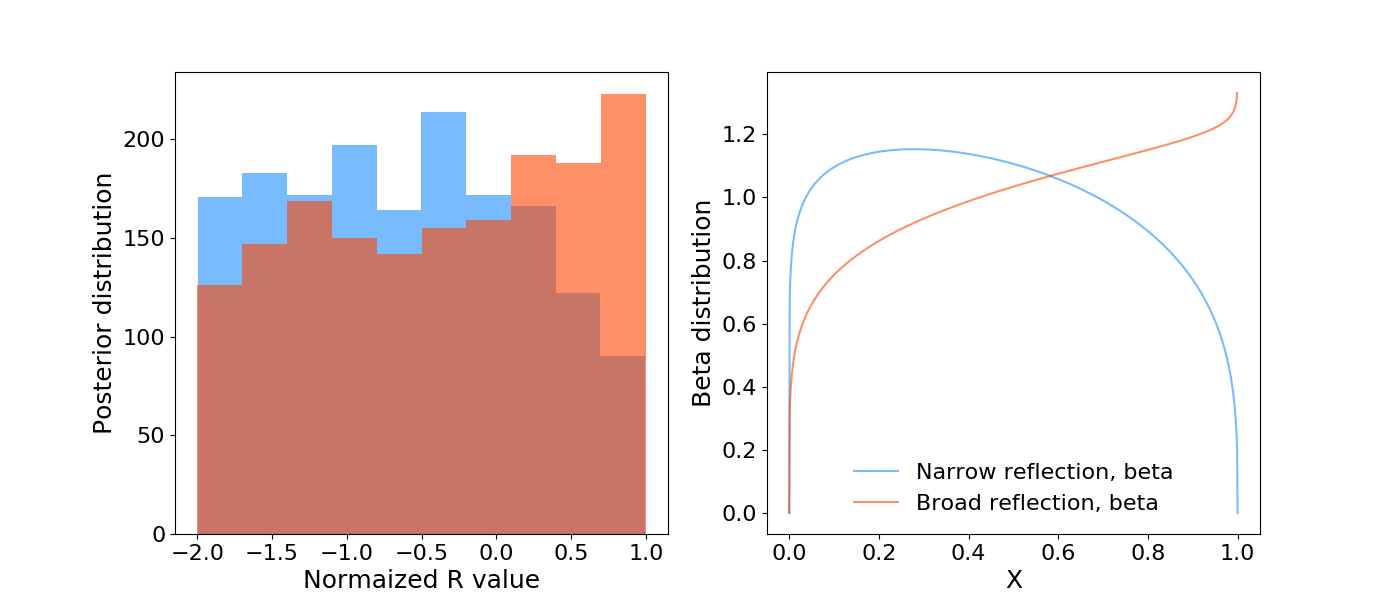 Posterior distribution
200
150
100
50
0
−2.0 −1.5 −1.0 −0.5 0.0 0.5 1.0
Normaized R value
Beta distribution
1.2
1.0
0.8
0.6
0.4
0.2
0.0
Narrow reflection, beta
Broad reflection, beta
0.0 0.2 0.4 0.6 0.8 1.0
X